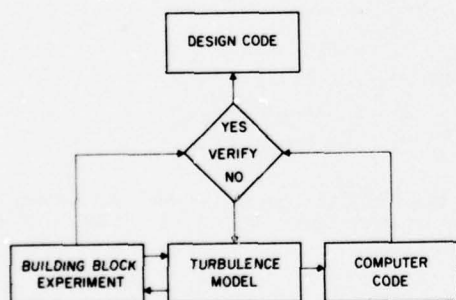 DESIGN CODE
YES
VERIFY
NO
BUILDING BLOCK
EXPERIMENT
TURBULENCE
MODEL
COMPUTER
CODE